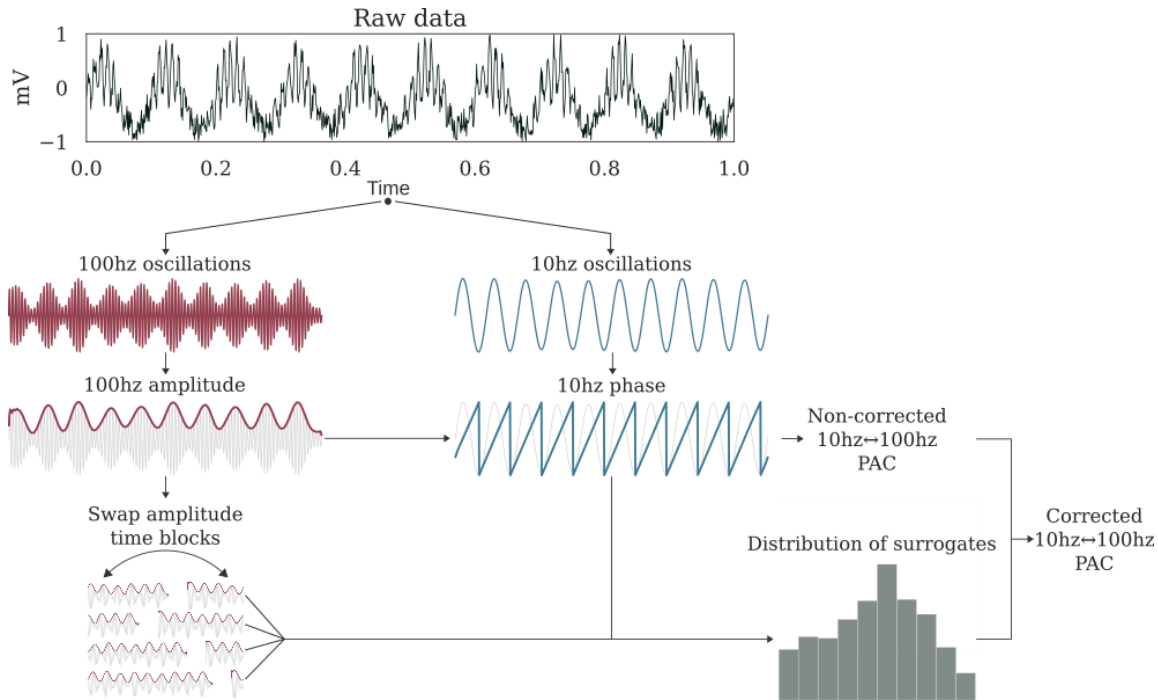 Raw data
mV
1
0
−1
0.0 0.2 0.4 0.6 0.8 1.0
Time
100hz oscillations
10hz oscillations
100hz amplitude
10hz phase
Non-corrected
10hz↔100hz
PAC
Swap amplitude
time blocks
Distribution of surrogates
Corrected
10hz↔100hz
PAC